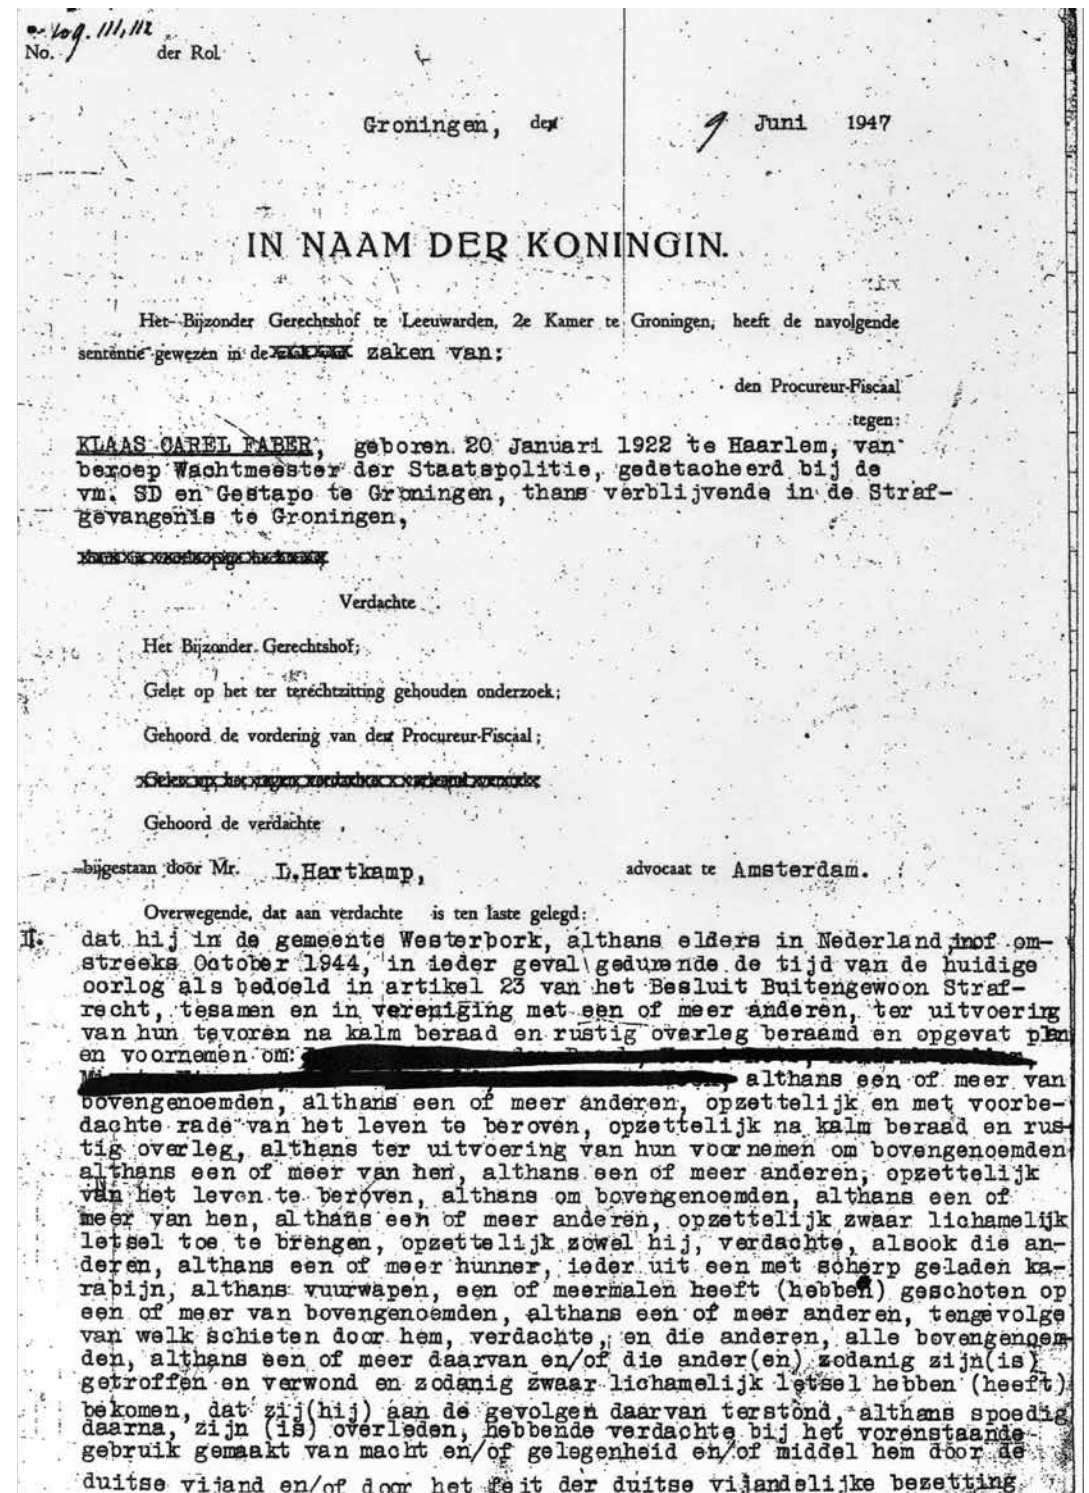 log. 111, 112
No. der Rol.
Groningen, den 9 Juni 1947
IN NAAM DER KONINGIN.
Het Bijzonder Gerechtshof te Leeuwarden, 2e Kamer te Groningen, heeft de navolgende
sententie gewezen in de zaken van:
den Procureur-Fiscaal
tegen:
KLAAS CAREL FABER, geboren 20 Januari 1922 te Haarlem, van
beroep Wachtmeester der Staatspolitie, gedetacheerd bij de
vm. SD en Gestapo te Groningen, thans verblijvende in de Straf-
gevangenis te Groningen,
Verdachte
Het Bijzonder Gerechtshof;
Gelet op het ter terechtzitting gehouden onderzoek;
Gehoord de vordering van den Procureur-Fiscaal;
Gehoord de verdachte,
bijgestaan door Mr. D.Hartkamp, advocaat te Amsterdam.
Overwegende, dat aan verdachte is ten laste gelegd:
I. dat hij in de gemeente Westerbork, althans elders in Nederland, in of om-
streeks October 1944, in ieder geval gedurende de tijd van de huidige
oorlog als bedoeld in artikel 23 van het Besluit Buitengewoon Straf-
recht, tesamen en in vereniging met een of meer anderen, ter uitvoering
van hun tevoren na kalm beraad en rustig overleg beraamd en opgevat plan
en voornemen om:
althans een of meer van
bovengenoemden, althans een of meer anderen, opzettelijk en met voorbe-
dachte rade van het leven te beroven, opzettelijk na kalm beraad en rus-
tig overleg, althans ter uitvoering van hun voornemen om bovengenoemden
althans een of meer van hen, althans een of meer anderen, opzettelijk
van het leven te beroven, althans om bovengenoemden, althans een of
meer van hen, althans een of meer anderen, opzettelijk zwaar lichamelijk
letsel toe te brengen, opzettelijk zowel hij, verdachte, alsook die an-
deren, althans een of meer hunner, ieder uit een met scherp geladen ka-
rabijn, althans vuurwapen, een of meermalen heeft (hebben) geschoten op
een of meer van bovengenoemden, althans een of meer anderen, tengevolge
van welk schieten door hem, verdachte, en die anderen, alle bovengenoem-
den, althans een of meer daarvan en/of die ander(en) zodanig zijn(is)
getroffen en verwond en zodanig zwaar lichamelijk letsel hebben (heeft)
bekomen, dat zij(hij) aan de gevolgen daarvan terstond, althans spoedig
daarna, zijn (is) overleden, hebbende verdachte bij het vorenstaande
gebruik gemaakt van macht en/of gelegenheid en/of middel hem door de
duitse vijand en/of door het feit der duitse vijandelijke bezetting